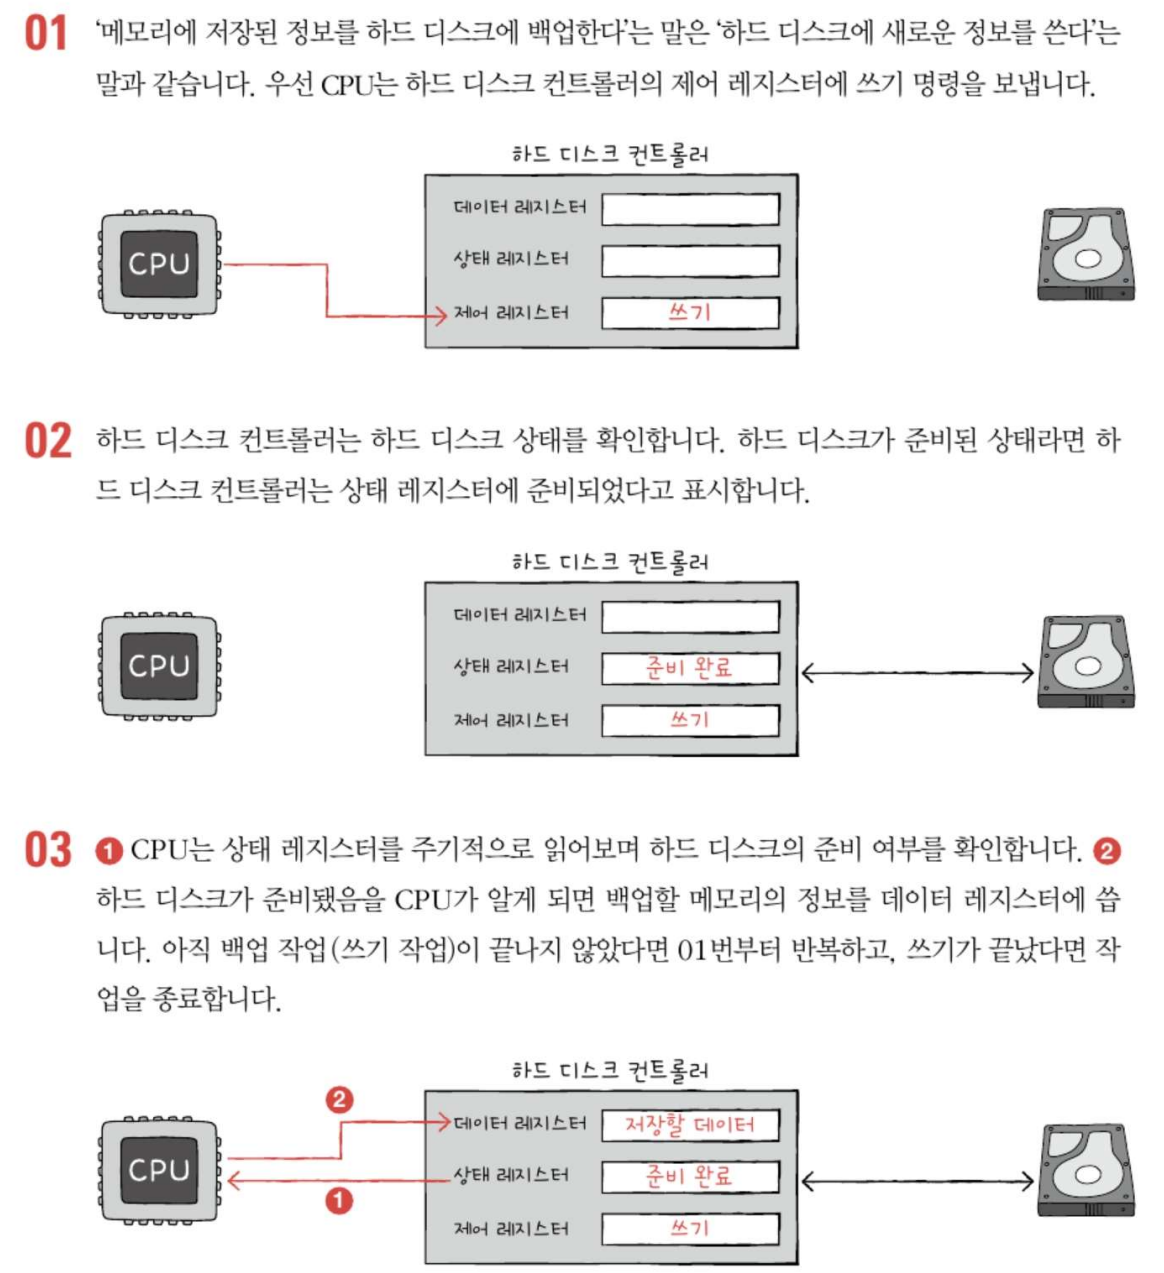 01 ‘메모리에 저장된 정보를 하드 디스크에 백업한다’는 말은 ‘하드 디스크에 새로운 정보를 쓴다’는
말과 같습니다. 우선 CPU는 하드 디스크 컨트롤러의 제어 레지스터에 쓰기 명령을 보냅니다.
하드 디스크 컨트롤러
데이터 레지스터
CPU
상태 레지스터
제어 레지스터 쓰기
02 하드 디스크 컨트롤러는 하드 디스크 상태를 확인합니다. 하드 디스크가 준비된 상태라면 하
드 디스크 컨트롤러는 상태 레지스터에 준비되었다고 표시합니다.
하드 디스크 컨트롤러
데이터 레지스터
CPU
상태 레지스터 준비 완료
제어 레지스터 쓰기
03 ❶ CPU는 상태 레지스터를 주기적으로 읽어보며 하드 디스크의 준비 여부를 확인합니다. ❷
하드 디스크가 준비됐음을 CPU가 알게 되면 백업할 메모리의 정보를 데이터 레지스터에 씁
니다. 아직 백업 작업(쓰기 작업)이 끝나지 않았다면 01번부터 반복하고, 쓰기가 끝났다면 작
업을 종료합니다.
하드 디스크 컨트롤러
❷
데이터 레지스터 저장할 데이터
CPU
상태 레지스터 준비 완료
❶
제어 레지스터 쓰기